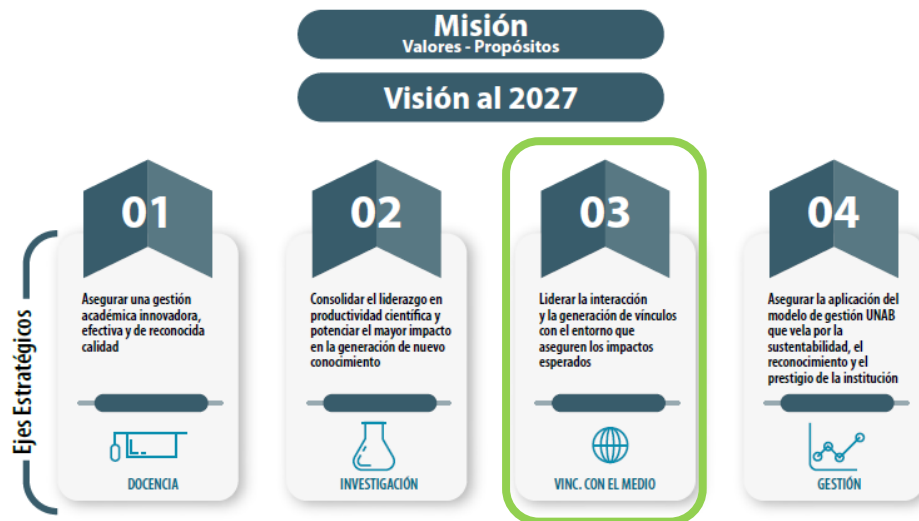 Misión
Valores - Propósitos
Visión al 2027
Ejes Estratégicos
01
Asegurar una gestión
académica innovadora,
efectiva y de reconocida
calidad
DOCENCIA
02
Consolidar el liderazgo en
productividad científica y
potenciar el mayor impacto
en la generación de nuevo
conocimiento
INVESTIGACIÓN
03
Liderar la interacción
y la generación de vínculos
con el entorno que
aseguren los impactos
esperados
VINC. CON EL MEDIO
04
Asegurar la aplicación del
modelo de gestión UNAB
que vela por la
sustentabilidad, el
reconocimiento y el
prestigio de la institución
GESTIÓN